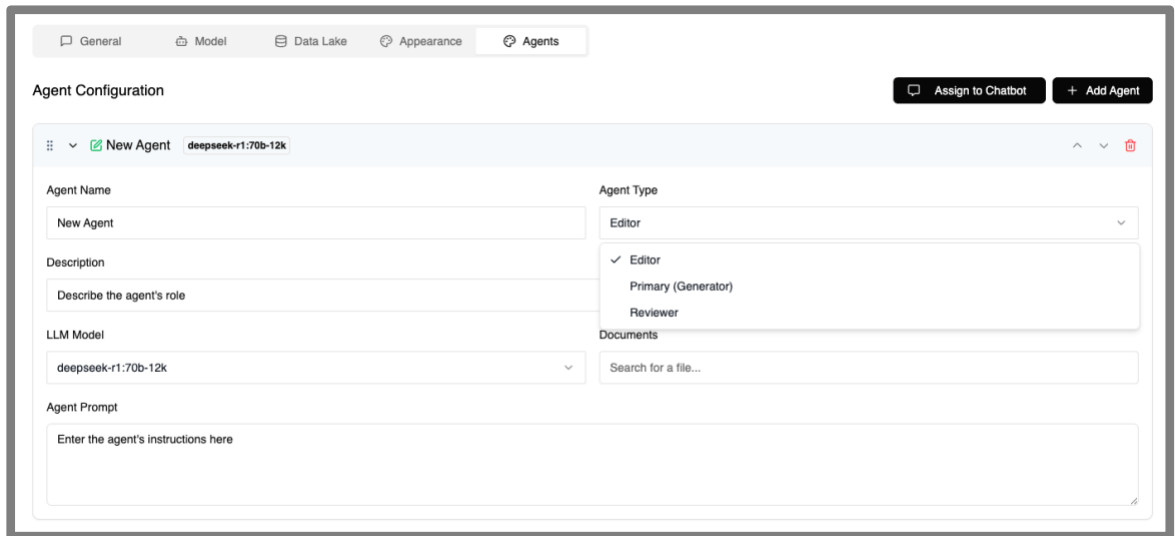 General Model Data Lake Appearance Agents
Agent Configuration Assign to Chatbot + Add Agent
New Agent deepseek-r1:70b-12k
Agent Name Agent Type
New Agent Editor
Description Editor
Describe the agent's role Primary (Generator)
Reviewer
LLM Model Documents
deepseek-r1:70b-12k Search for a file...
Agent Prompt
Enter the agent's instructions here